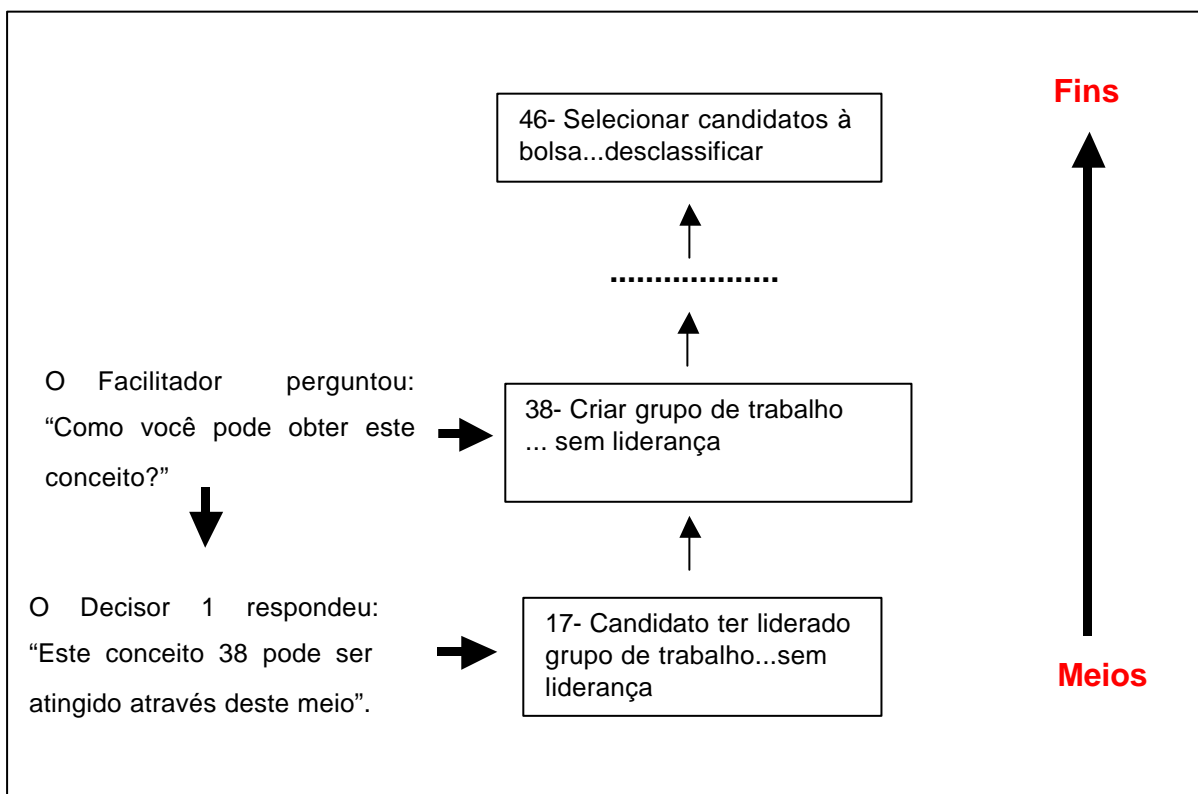 Fins
46- Selecionar candidatos à
bolsa...desclassificar
...................
O Facilitador perguntou:
“Como você pode obter este
conceito?”
38- Criar grupo de trabalho
... sem liderança
O Decisor 1 respondeu:
“Este conceito 38 pode ser
atingido através deste meio”.
17- Candidato ter liderado
grupo de trabalho...sem
liderança
Meios